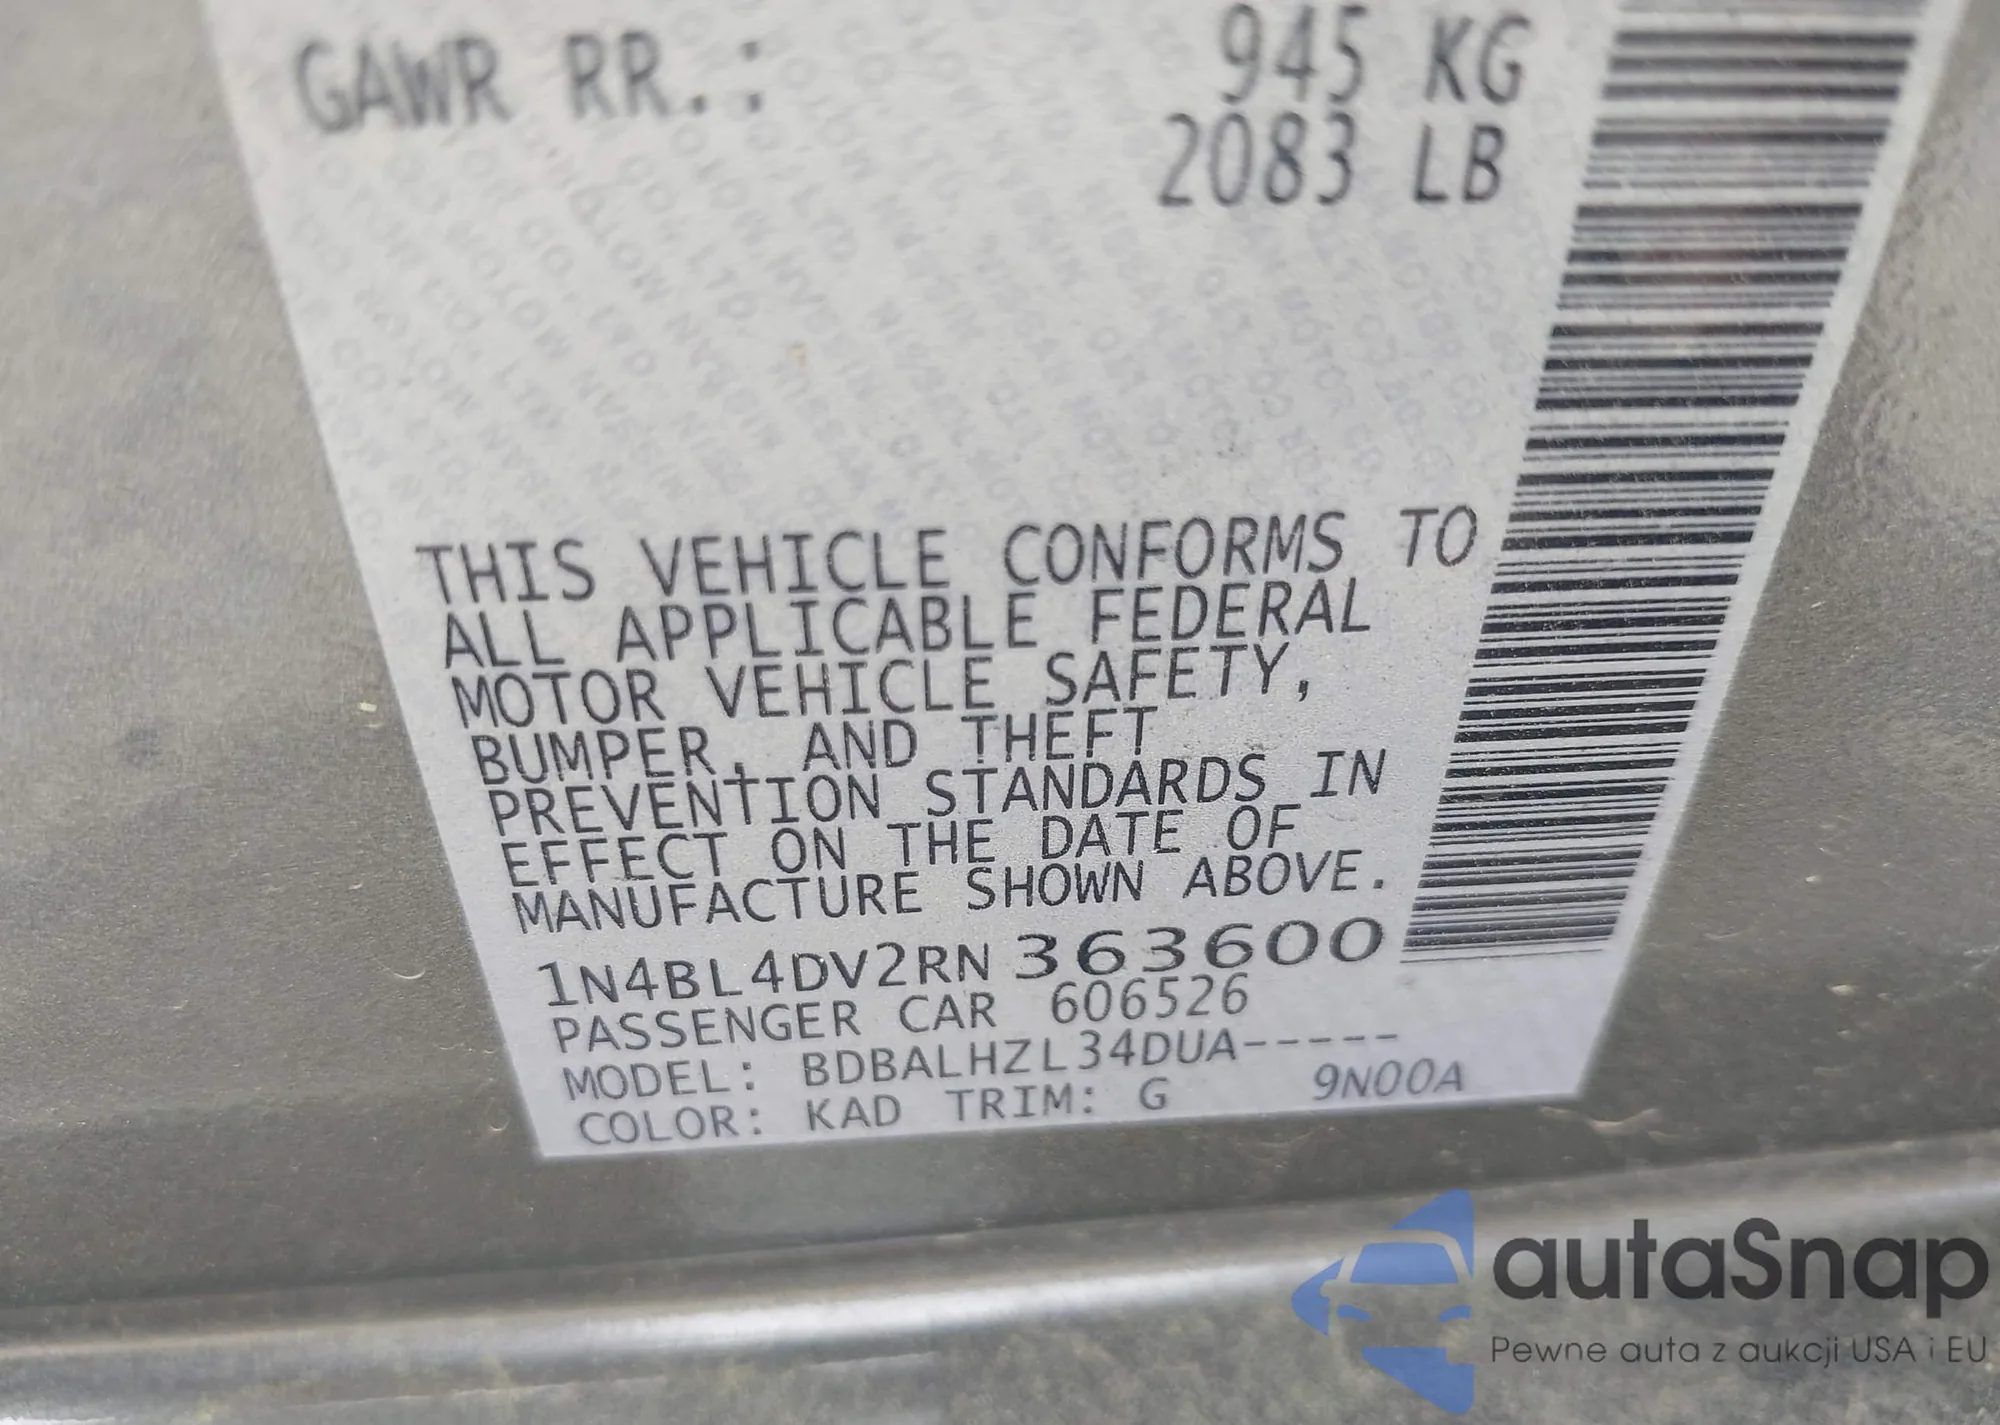 GAWR RR.: 945 KG
2083 LB
THIS VEHICLE CONFORMS TO
ALL APPLICABLE FEDERAL
MOTOR VEHICLE SAFETY,
BUMPER, AND THEFT
PREVENTION STANDARDS IN
EFFECT ON THE DATE OF
MANUFACTURE SHOWN ABOVE.
1N4BL4DV2RN363600
PASSENGER CAR 606526
MODEL: BDBALHZL34DUA-----
COLOR: KAD TRIM: G 9N00A
autaSnap
Pewne auta z aukcji USA i EU